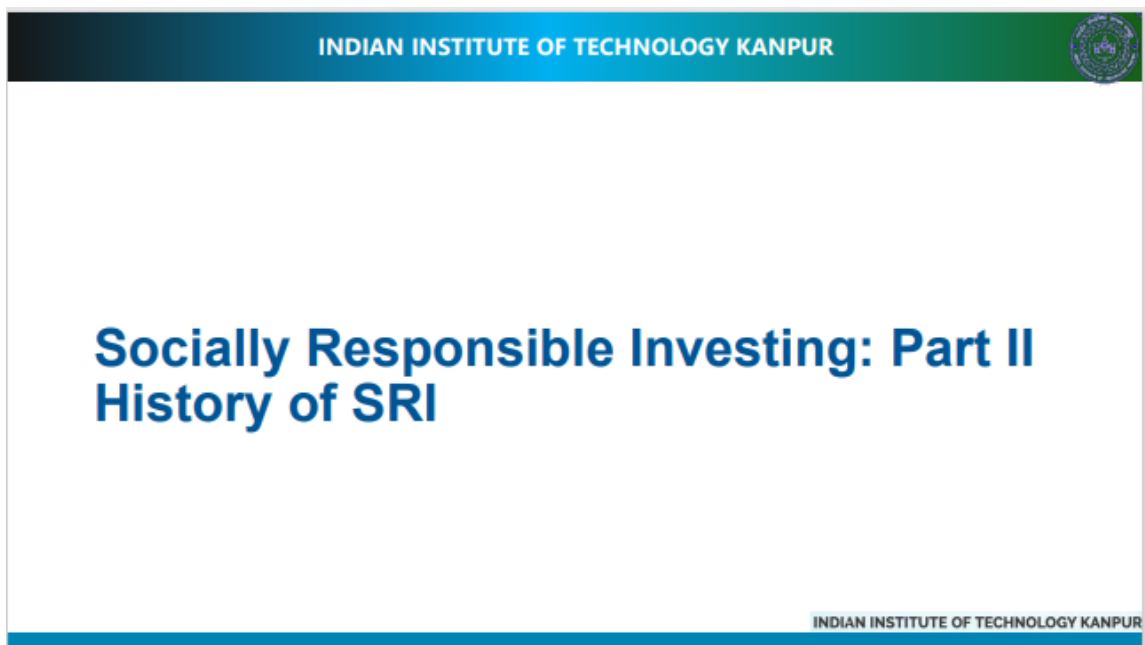 INDIAN INSTITUTE OF TECHNOLOGY KANPUR
Socially Responsible Investing: Part II
History of SRI
INDIAN INSTITUTE OF TECHNOLOGY KANPUR